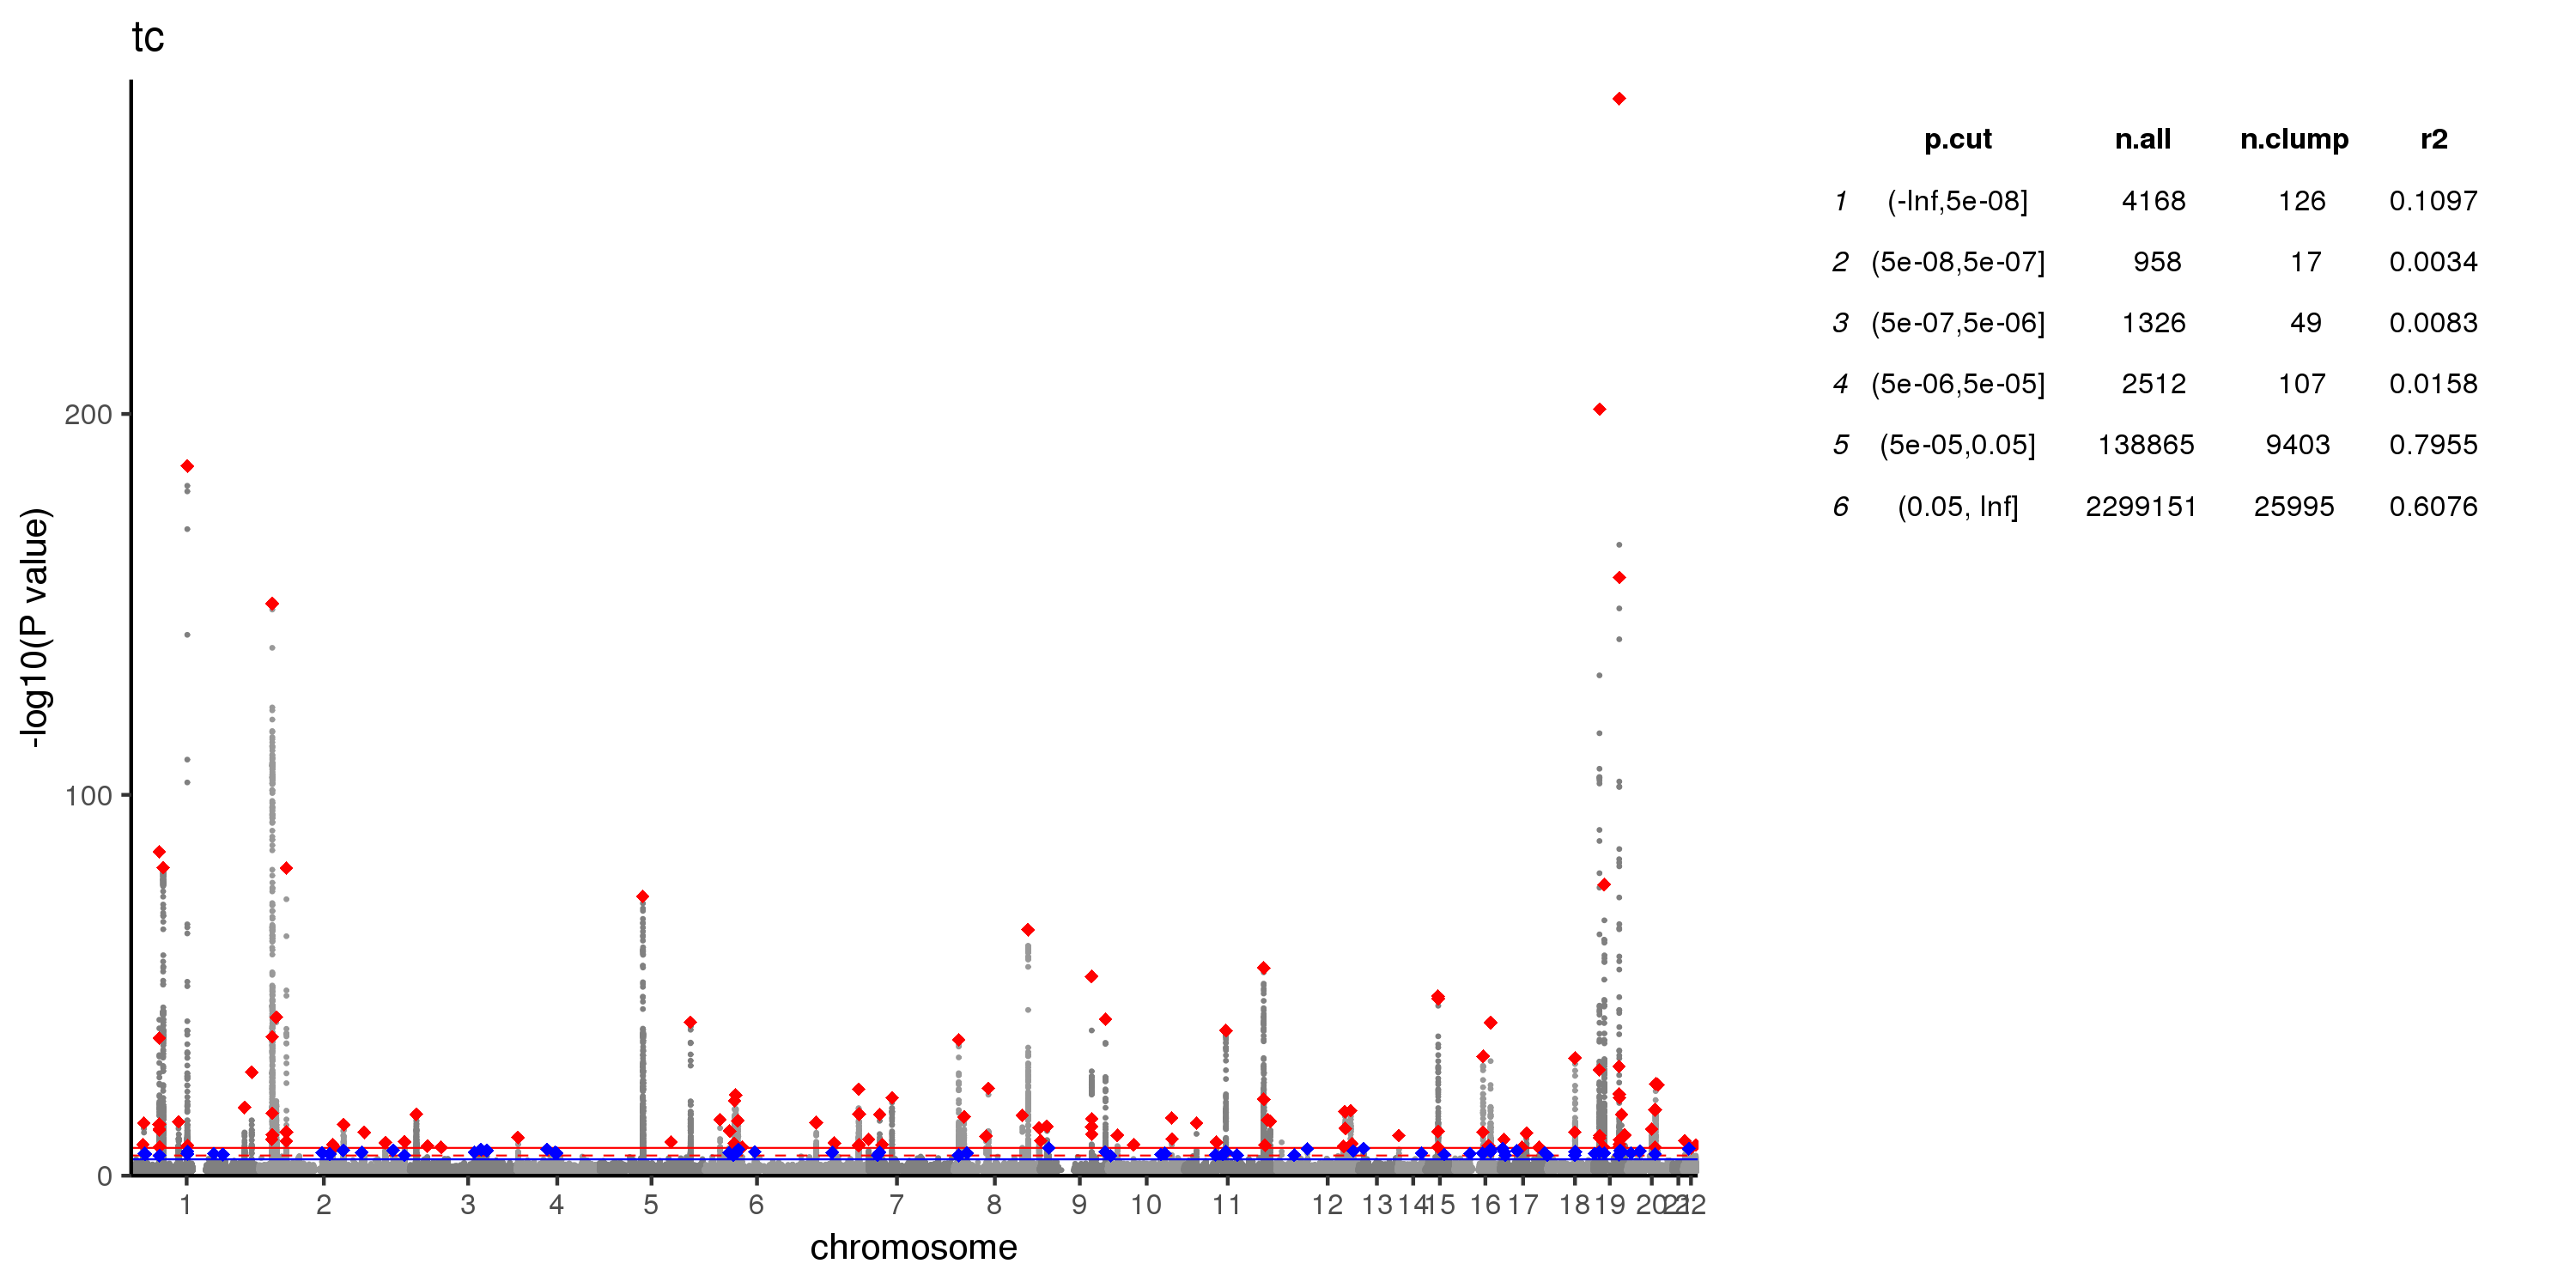 tc
p.cut n.all n.clump r2
1 (-Inf,5e-08] 4168 126 0.1097
2 (5e-08,5e-07] 958 17 0.0034
3 (5e-07,5e-06] 1326 49 0.0083
4 (5e-06,5e-05] 2512 107 0.0158
5 (5e-05,0.05] 138865 9403 0.7955
6 (0.05, Inf] 2299151 25995 0.6076
-log10(P value)
200
100
0
1 2 3 4 5 6 7 8 9 10 11 12 13 14 15 16 17 18 19 20 21 22
chromosome